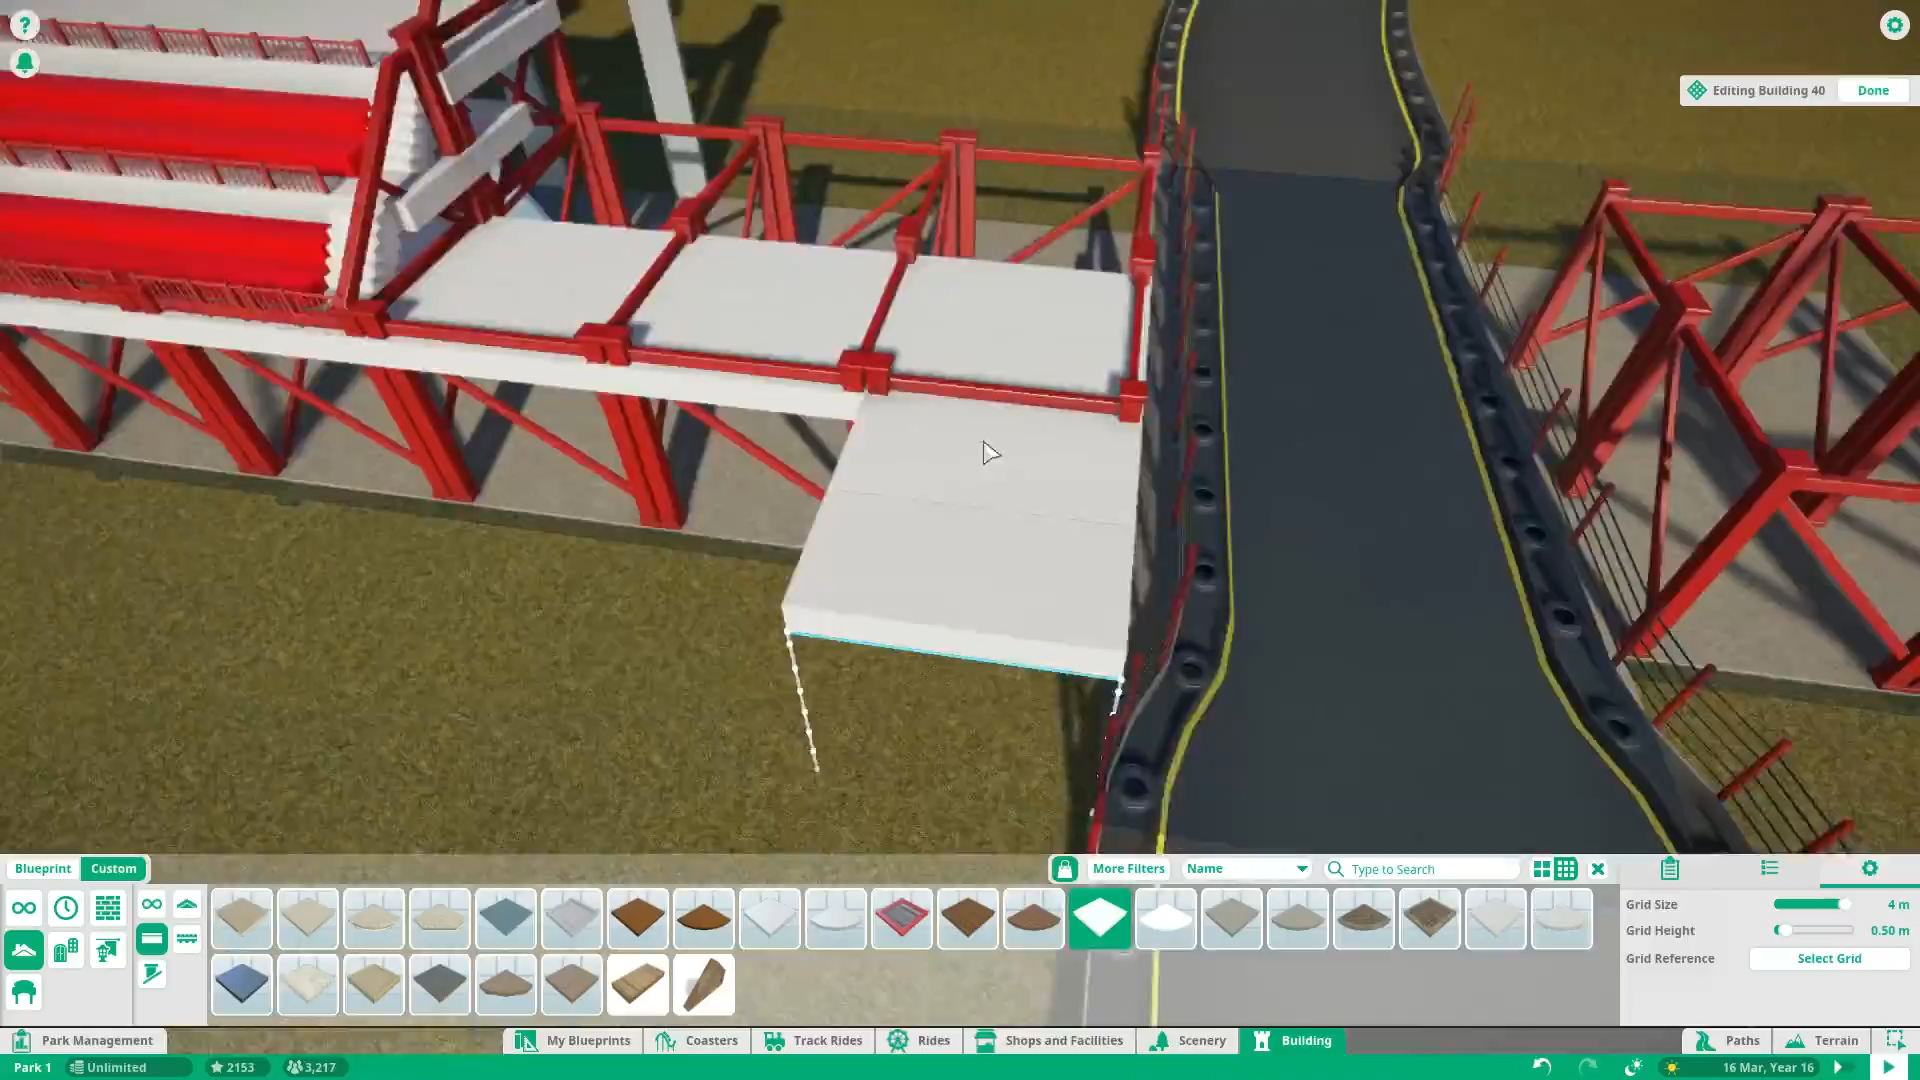 ?
Editing Building 40
Done
Blueprint
Custom
More Filters
Name
Type to Search
Grid Size
4 m
Grid Height
0.50 m
Grid Reference
Select Grid
Park Management
My Blueprints
Coasters
Track Rides
Rides
Shops and Facilities
Scenery
Building
Paths
Terrain
Park 1
Unlimited
2153
3,217
16 Mar, Year 16